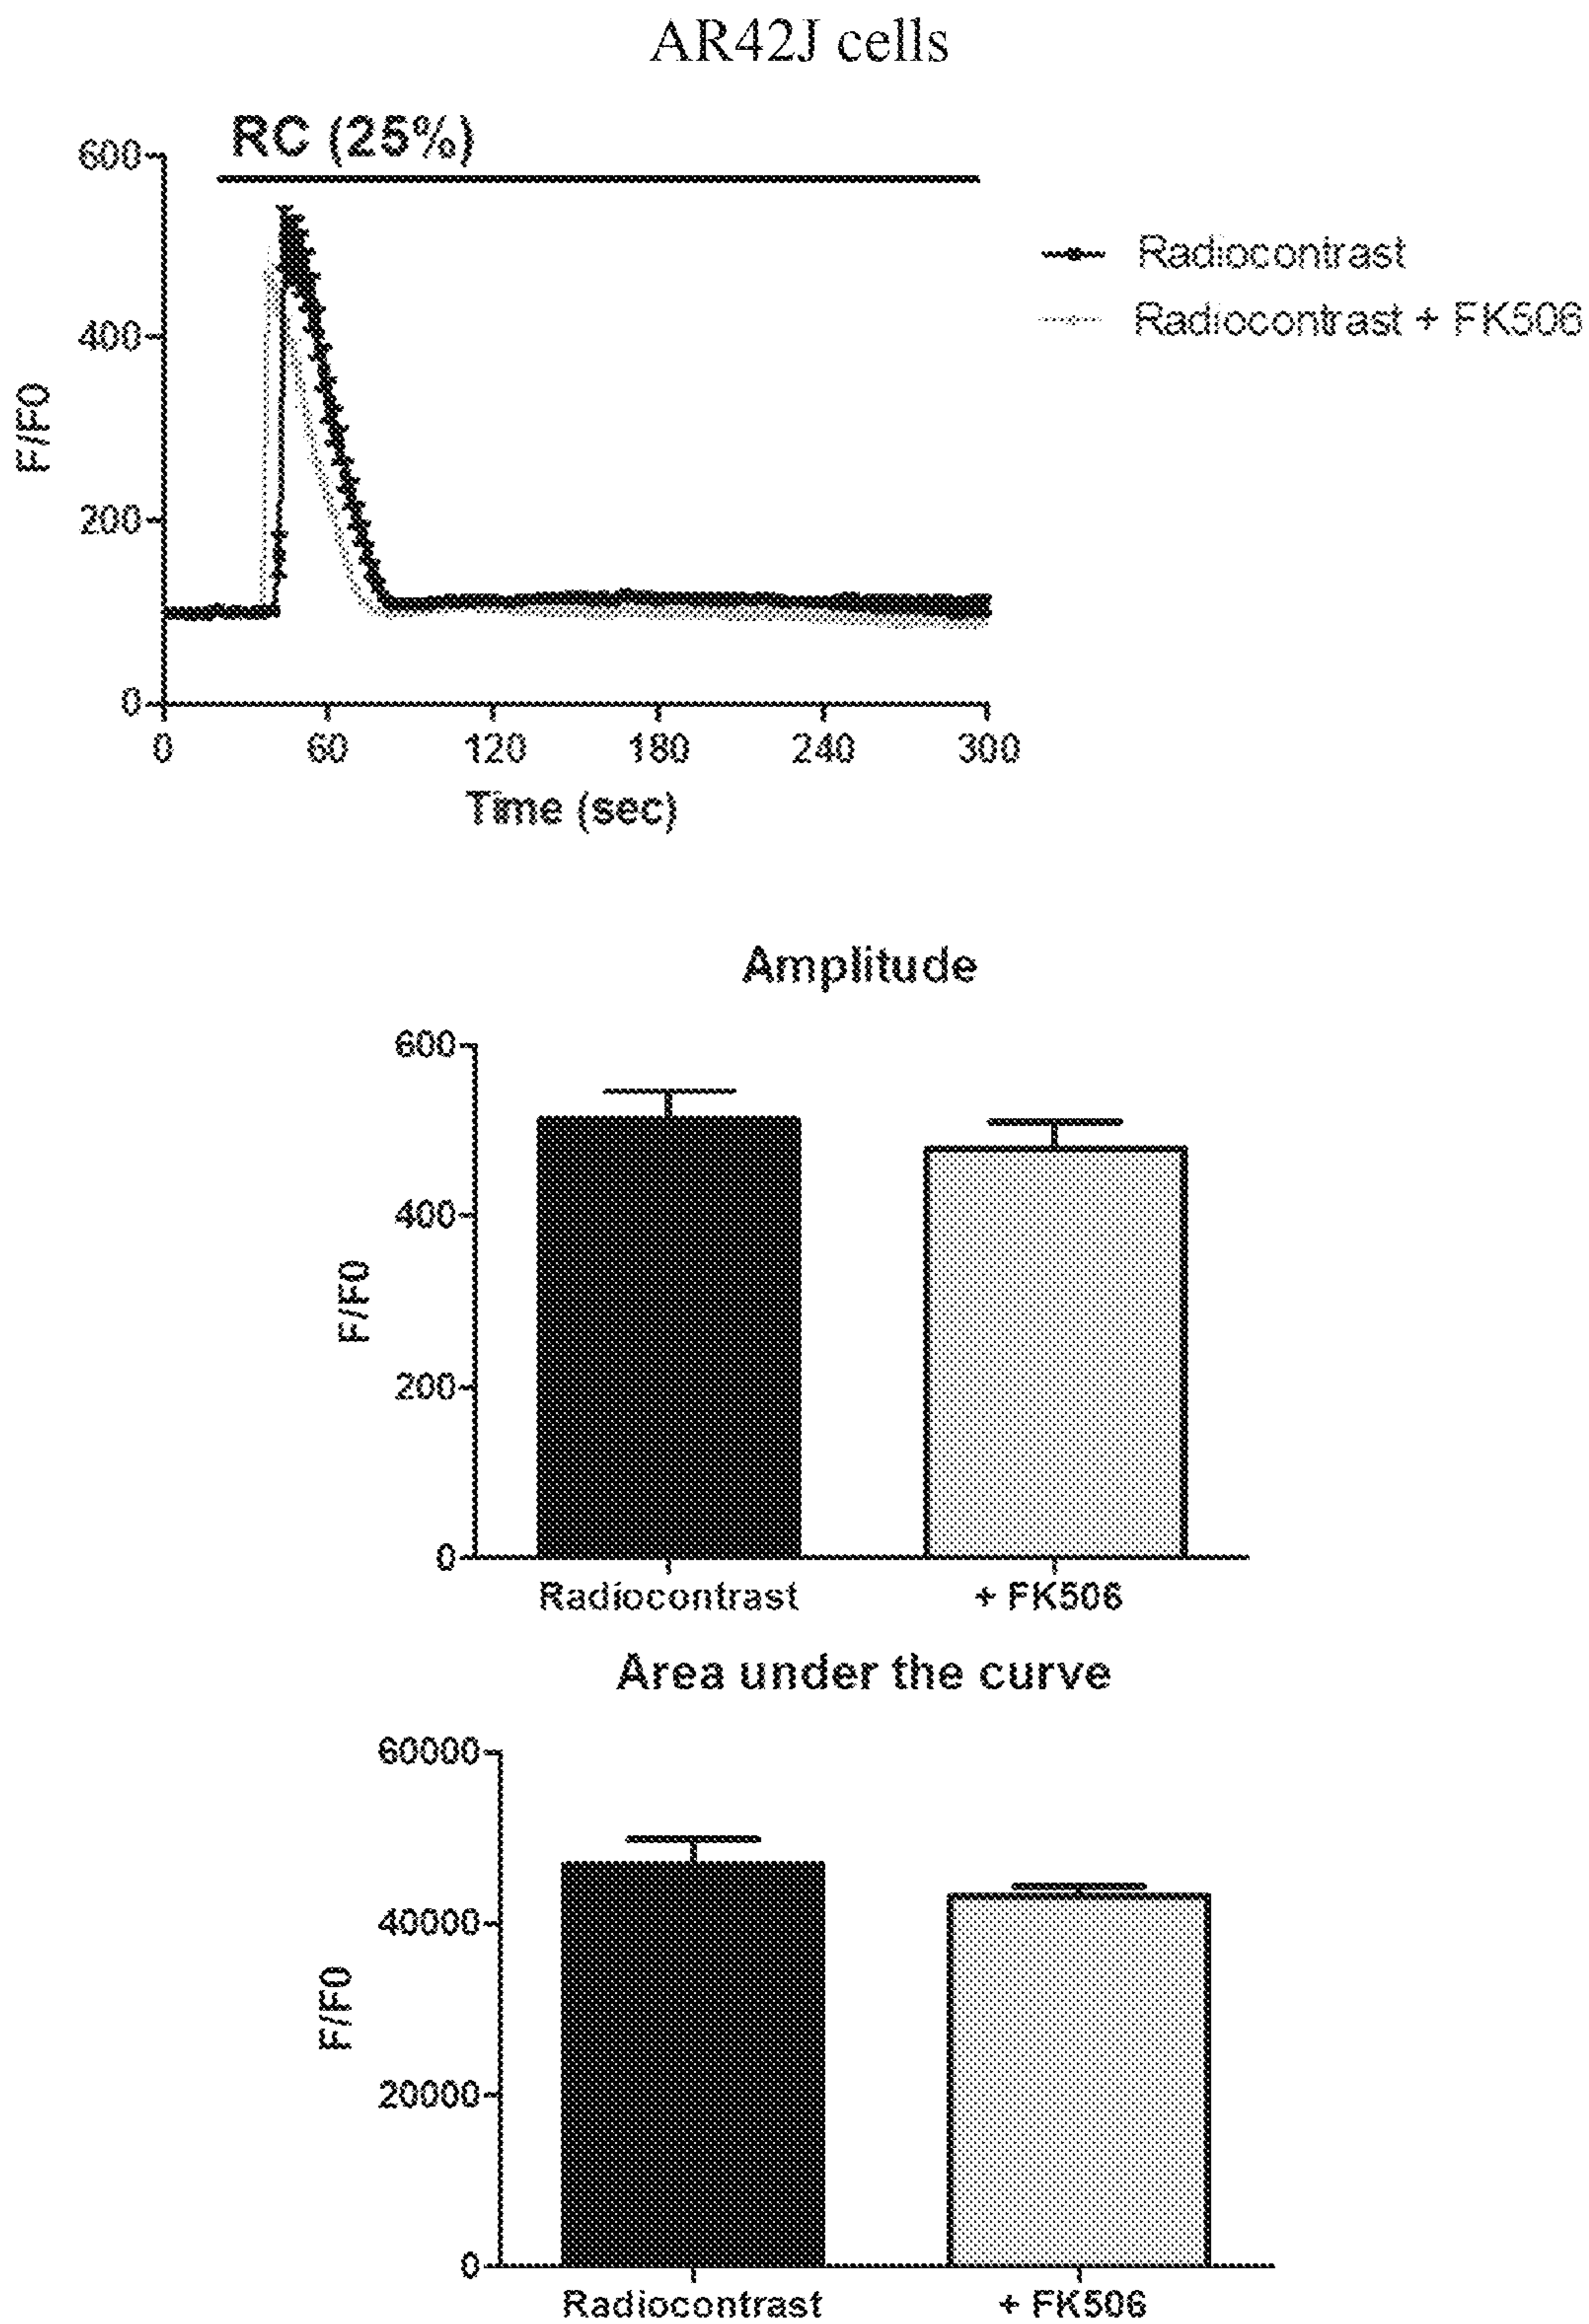 AR42J cells
RC (25%)
600
400
200
0
F/F0
0 60 120 180 240 300
Time (sec)
Radiocontrast
Radiocontrast + FK506
Amplitude
600
400
200
0
F/F0
Radiocontrast + FK506
Area under the curve
60000
40000
20000
0
F/F0
Radiocontrast + FK506